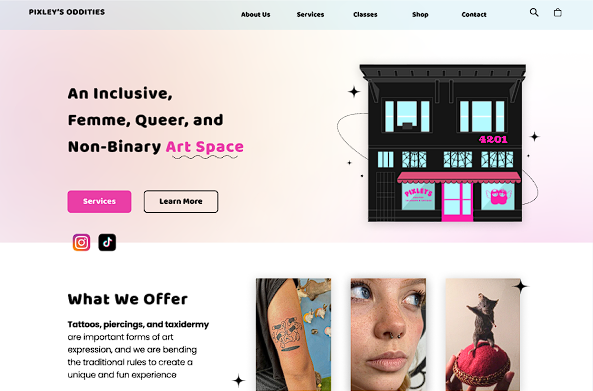 PIXLEY'S ODDITIES
About Us Services Classes Shop Contact
An Inclusive,
Femme, Queer, and
Non-Binary Art Space
Services Learn More
4201
PIXLEY'S
What We Offer
Tattoos, piercings, and taxidermy
are important forms of art
expression, and we are bending
the traditional rules to create a
unique and fun experience